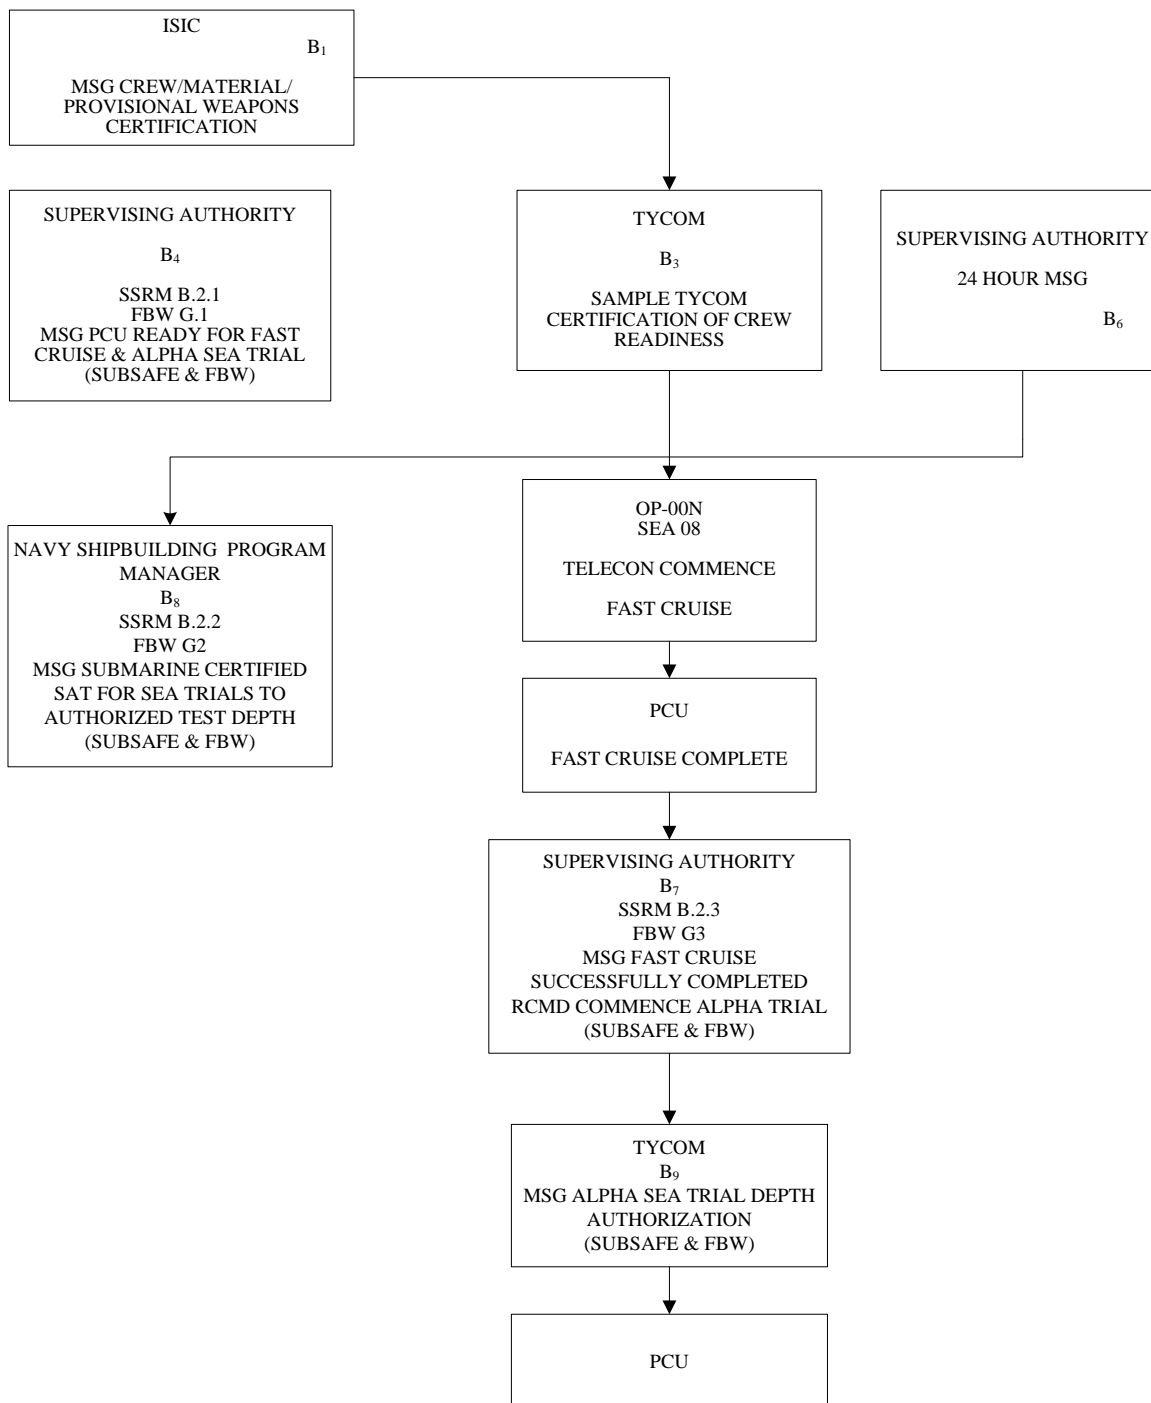 ISIC
B₁
MSG CREW/MATERIAL/
PROVISIONAL WEAPONS
CERTIFICATION
SUPERVISING AUTHORITY
B₄
SSRM B.2.1
FBW G.1
MSG PCU READY FOR FAST
CRUISE & ALPHA SEA TRIAL
(SUBSAFE & FBW)
TYCOM
B₃
SAMPLE TYCOM
CERTIFICATION OF CREW
READINESS
SUPERVISING AUTHORITY
24 HOUR MSG
B₆
NAVY SHIPBUILDING PROGRAM
MANAGER
B₈
SSRM B.2.2
FBW G2
MSG SUBMARINE CERTIFIED
SAT FOR SEA TRIALS TO
AUTHORIZED TEST DEPTH
(SUBSAFE & FBW)
OP-00N
SEA 08
TELECON COMMENCE
FAST CRUISE
PCU
FAST CRUISE COMPLETE
SUPERVISING AUTHORITY
B₇
SSRM B.2.3
FBW G3
MSG FAST CRUISE
SUCCESSFULLY COMPLETED
RCMD COMMENCE ALPHA TRIAL
(SUBSAFE & FBW)
TYCOM
B₉
MSG ALPHA SEA TRIAL DEPTH
AUTHORIZATION
(SUBSAFE & FBW)
PCU